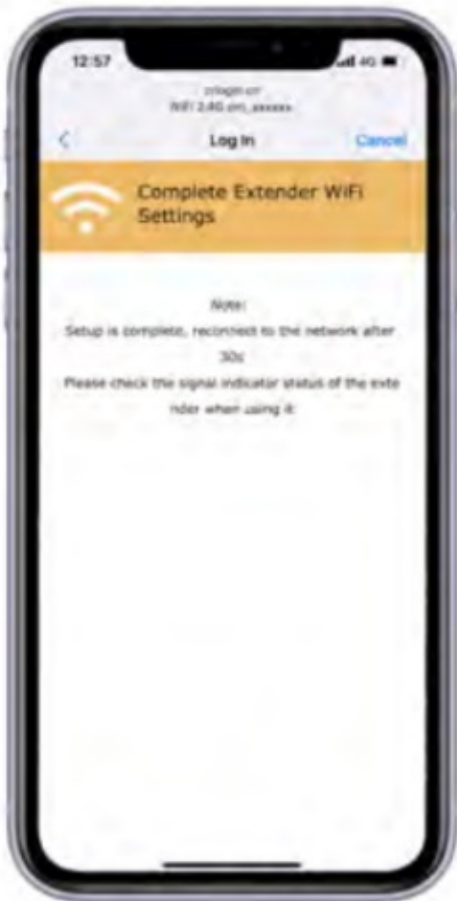 12:57
4G
Log In
Cancel
Complete Extender WiFi
Settings
Note:
Setup is complete, reconnect to the network after
30s
Please check the signal indicator status of the exte
nder when using it